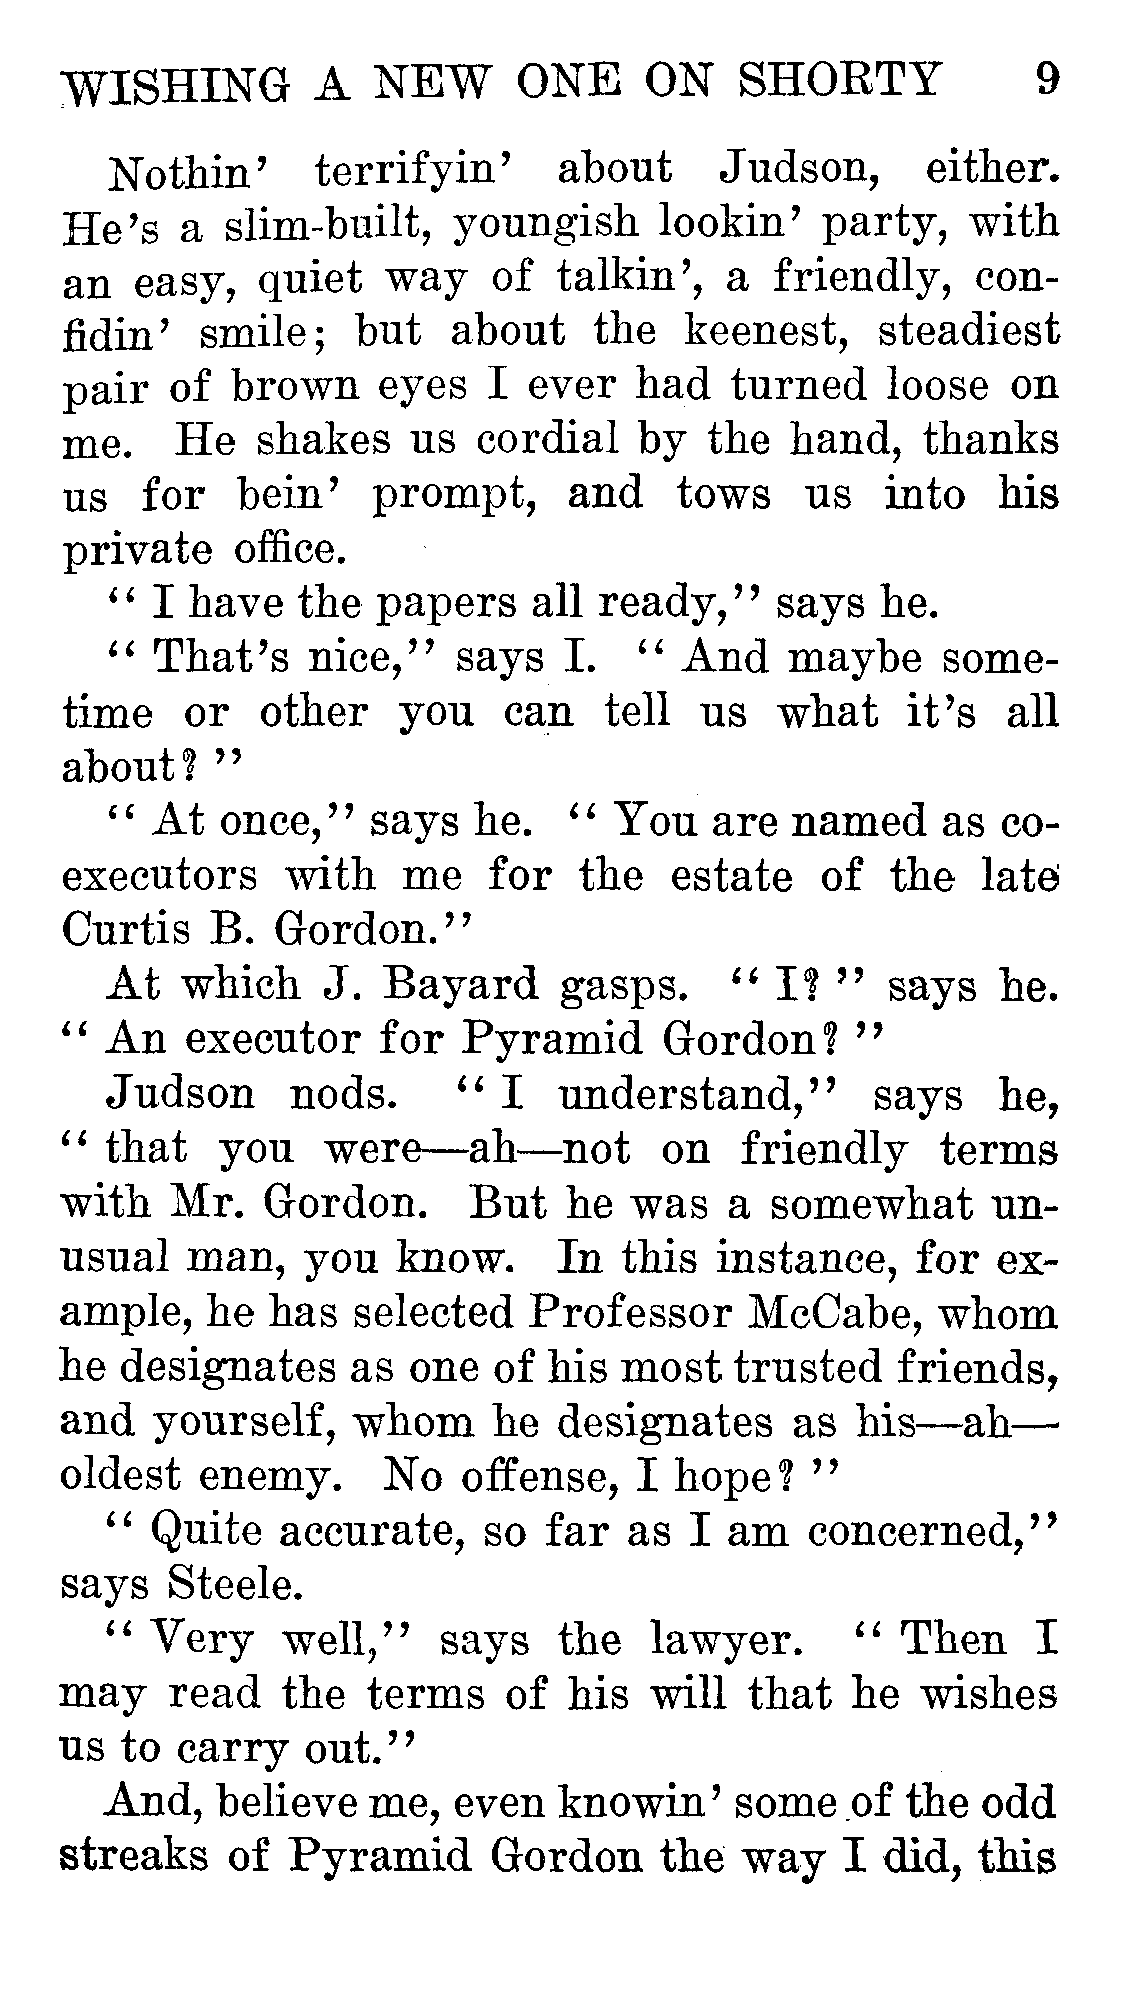 WISHING A NEW ONE ON SHORTY 9
Nothin' terrifyin' about Judson, either.
He's a slim-built, youngish lookin' party, with
an easy, quiet way of talkin', a friendly, con-
fidin' smile; but about the keenest, steadiest
pair of brown eyes I ever had turned loose on
me. He shakes us cordial by the hand, thanks
us for bein' prompt, and tows us into his
private office.
"I have the papers all ready," says he.
"That's nice," says I. "And maybe some-
time or other you can tell us what it's all
about?"
"At once," says he. "You are named as co-
executors with me for the estate of the late
Curtis B. Gordon."
At which J. Bayard gasps. "I?" says he.
"An executor for Pyramid Gordon?"
Judson nods. "I understand," says he,
"that you were—ah—not on friendly terms
with Mr. Gordon. But he was a somewhat un-
usual man, you know. In this instance, for ex-
ample, he has selected Professor McCabe, whom
he designates as one of his most trusted friends,
and yourself, whom he designates as his—ah—
oldest enemy. No offense, I hope?"
"Quite accurate, so far as I am concerned,"
says Steele.
"Very well," says the lawyer. "Then I
may read the terms of his will that he wishes
us to carry out."
And, believe me, even knowin' some of the odd
streaks of Pyramid Gordon the way I did, this